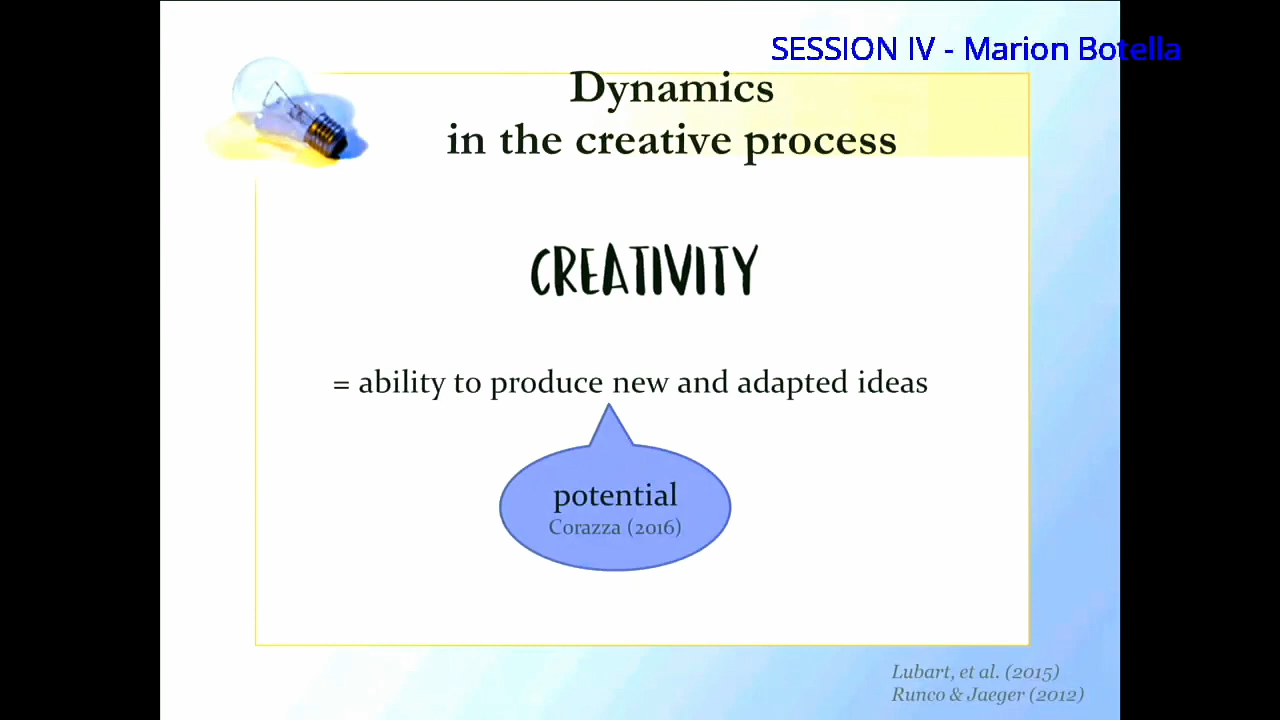 SESSION IV - Marion Botella
Dynamics
in the creative process
CREATIVITY
= ability to produce new and adapted ideas
potential
Corazza (2016)
Lubart, et al. (2015)
Runco & Jaeger (2012)